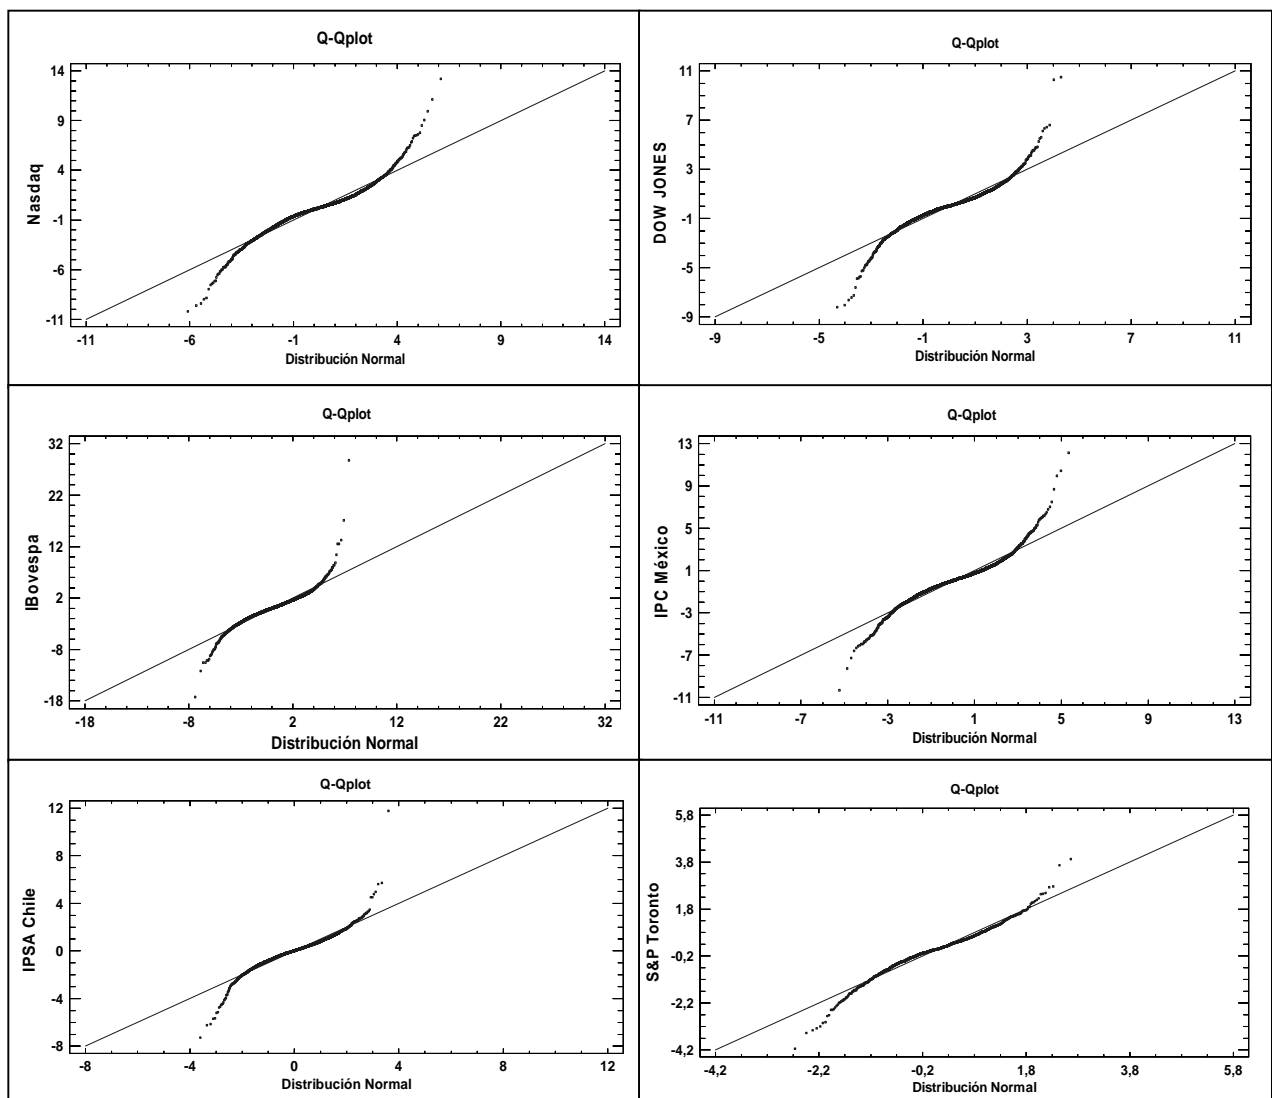 Q-Qplot
14
9
4
-1
-6
-11
Nasdaq
-11 -6 -1 4 9 14
Distribución Normal
Q-Qplot
11
7
3
-1
-5
-9
DOW JONES
-9 -5 -1 3 7 11
Distribución Normal
Q-Qplot
32
22
12
2
-8
-18
IBovespa
-18 -8 2 12 22 32
Distribución Normal
Q-Qplot
13
9
5
1
-3
-7
-11
IPC México
-11 -7 -3 1 5 9 13
Distribución Normal
Q-Qplot
12
8
4
0
-4
-8
IPSA Chile
-8 -4 0 4 8 12
Distribución Normal
Q-Qplot
5,8
3,8
1,8
-0,2
-2,2
-4,2
S&P Toronto
-4,2 -2,2 -0,2 1,8 3,8 5,8
Distribución Normal